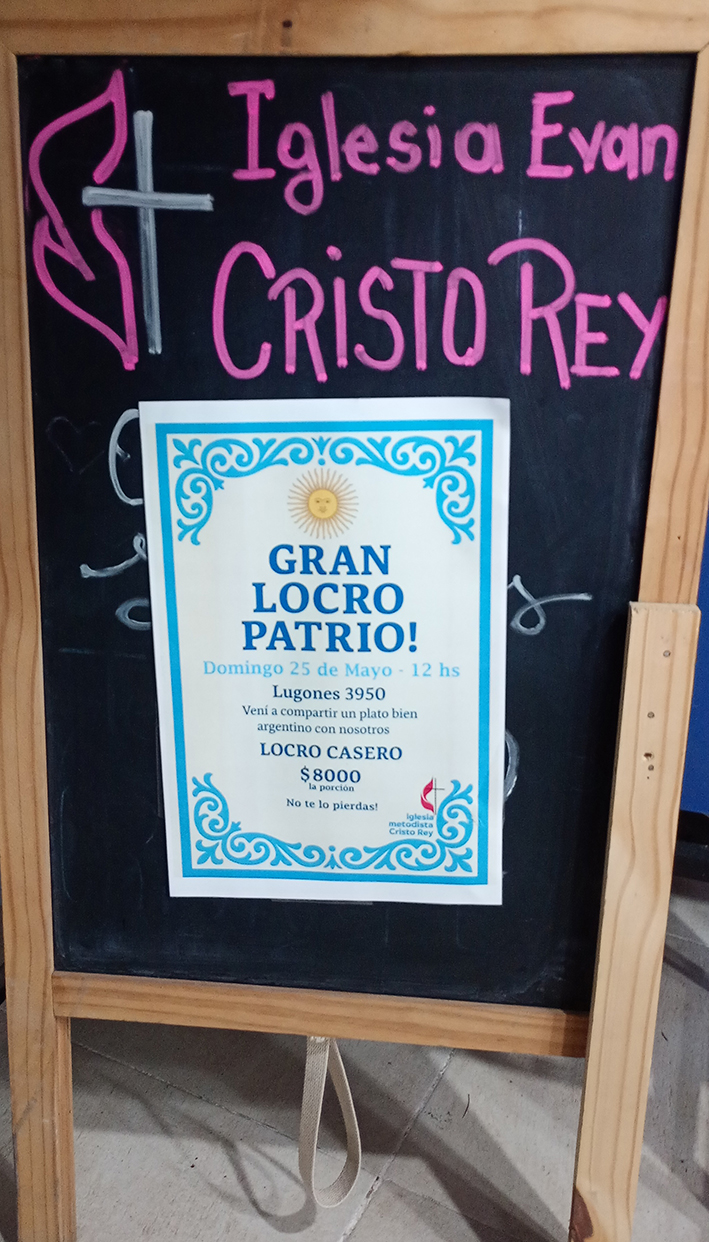 Iglesia Evan
CRiSTO REY
GRAN
LOCRO
PATRIO!
Domingo 25 de Mayo - 12 hs
Lugones 3950
Vení a compartir un plato bien
argentino con nosotros
LOCRO CASERO
$8000
la porción
No te lo pierdas!
iglesia
metodista
Cristo Rey